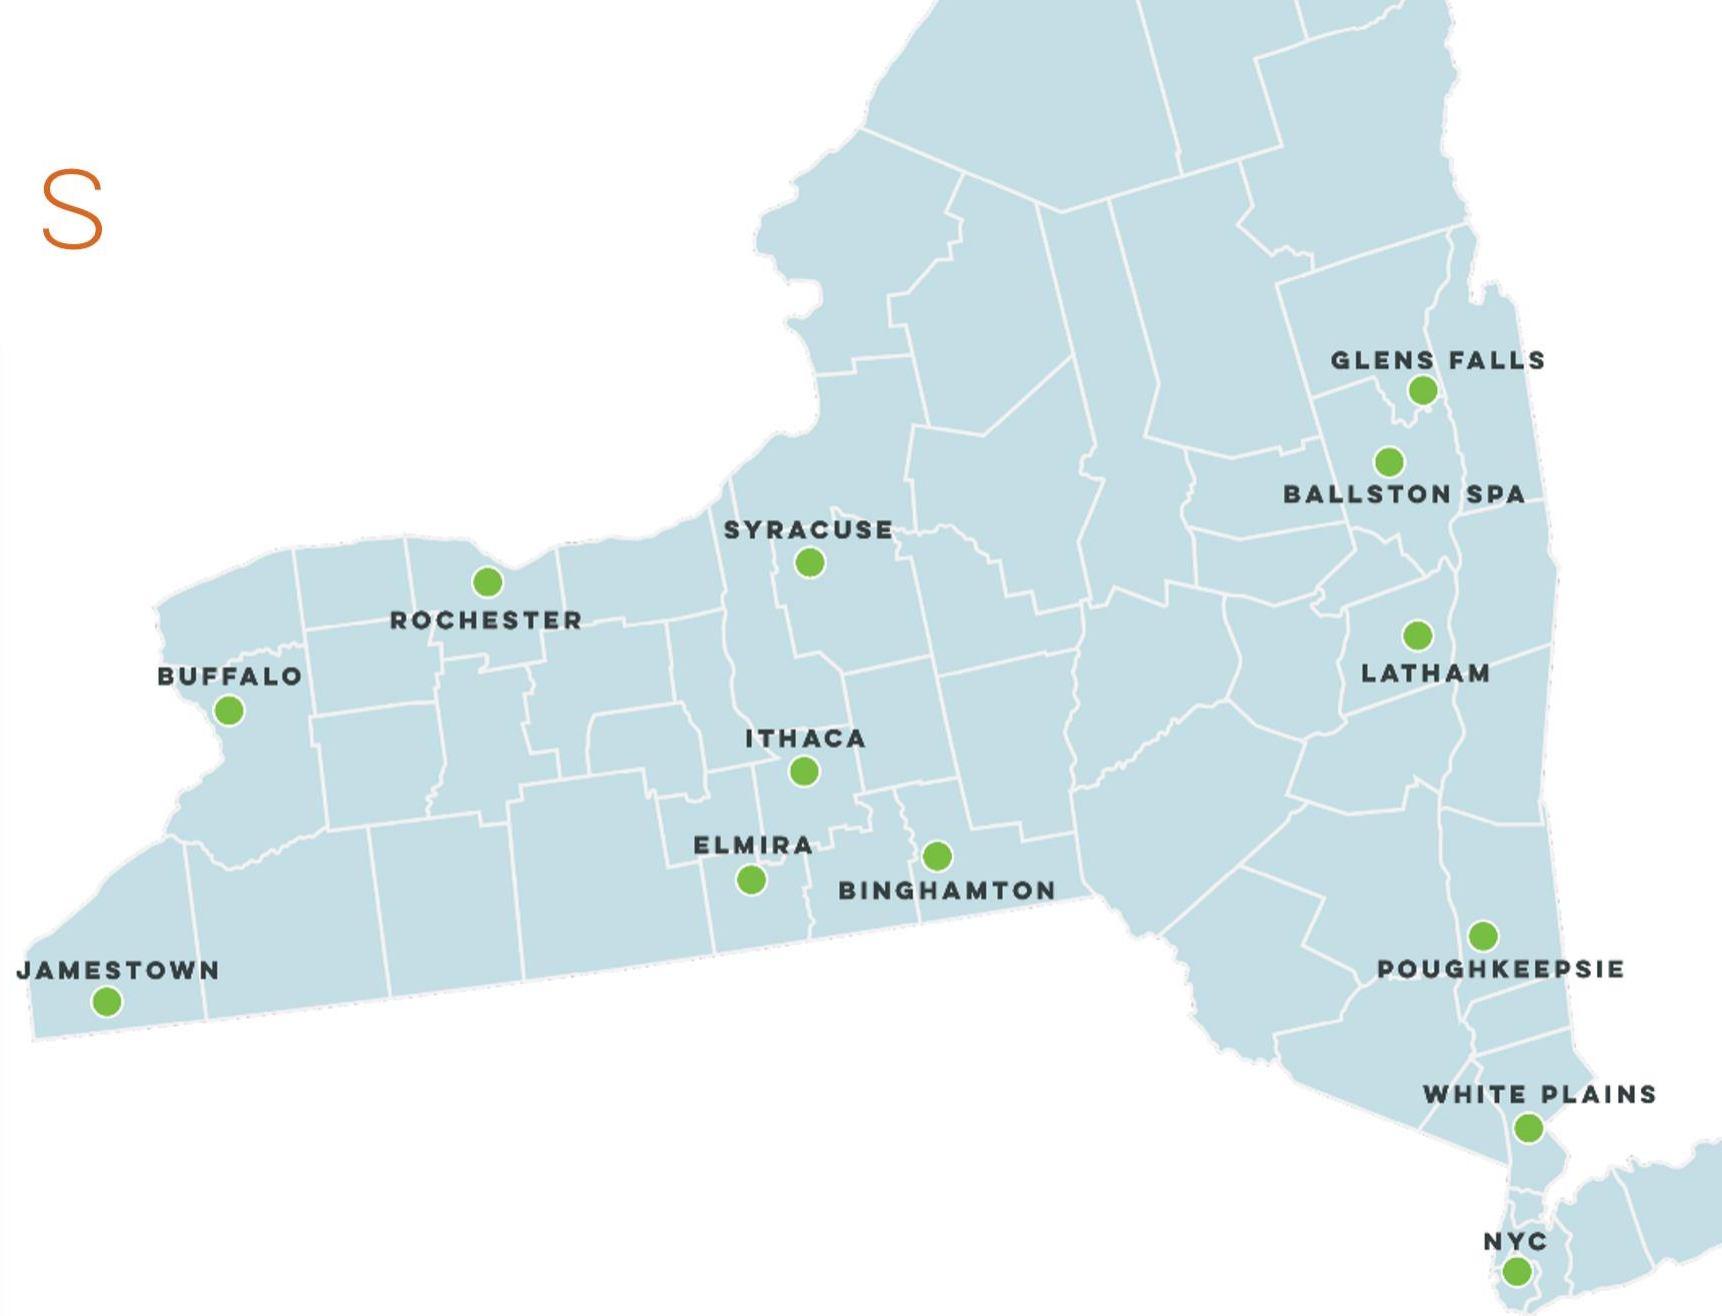 S
GLENS FALLS
BALLSTON SPA
SYRACUSE
ROCHESTER
BUFFALO
LATHAM
ITHACA
ELMIRA
BINGHAMTON
JAMESTOWN
POUGHKEEPSIE
WHITE PLAINS
NYC